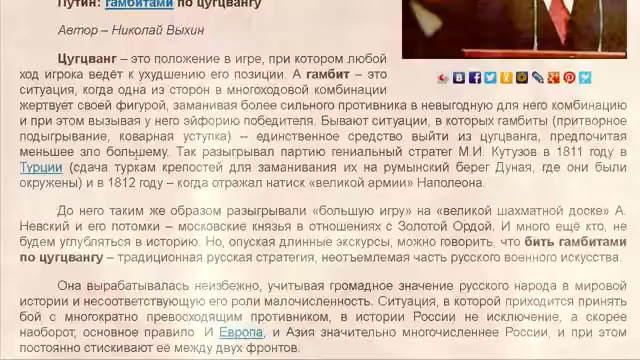 Путин: гамбитами по цугцвангу
Автор – Николай Выхин
Цугцванг – это положение в игре, при котором любой
ход игрока ведёт к ухудшению его позиции. А гамбит – это
ситуация, когда одна из сторон в многоходовой комбинации
жертвует своей фигурой, заманивая более сильного противника в невыгодную для него комбинацию
и при этом вызывая у него эйфорию победителя. Бывают ситуации, в которых гамбиты (притворное
подыгрывание, коварная уступка) – единственное средство выйти из цугцванга, предпочитая
меньшее зло большему. Так разыгрывал партию гениальный стратег М.И. Кутузов в 1811 году в
Турции (сдача туркам крепостей для заманивания их на румынский берег Дуная, где они были
окружены) и в 1812 году – когда отражал натиск «великой армии» Наполеона.
До него таким же образом разыгрывали «большую игру» на «великой шахматной доске» А.
Невский и его потомки – московские князья в отношениях с Золотой Ордой. И много ещё кто, не
будем углубляться в историю. Но, опуская длинные экскурсы, можно говорить, что бить гамбитами
по цугцвангу – традиционная русская стратегия, неотъемлемая часть русского военного искусства.
Она вырабатывалась неизбежно, учитывая громадное значение русского народа в мировой
истории и несоответствующую его роли малочисленность. Ситуация, в которой приходится принять
бой с многократно превосходящим противником, в истории России не исключение, а скорее
наоборот, основное правило И Европа, и Азия значительно многочисленнее России, и при этом
постоянно стискивают её между двух фронтов.